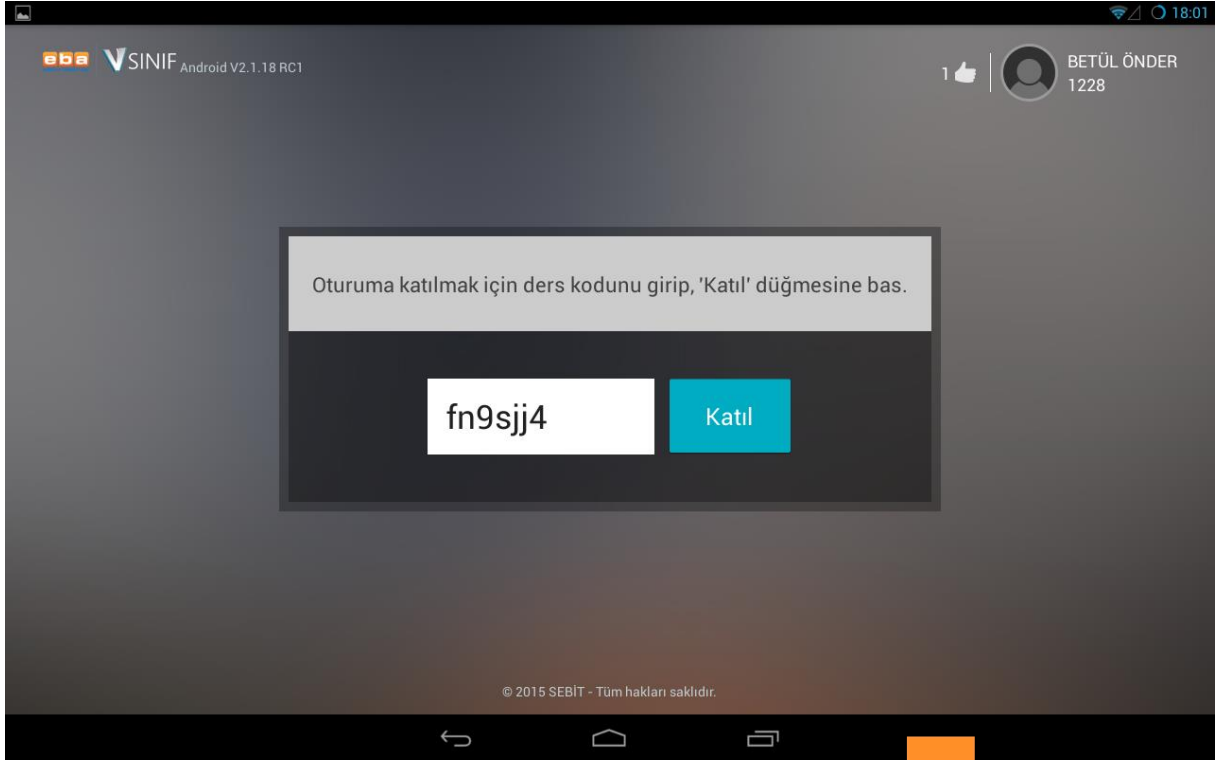 18:01
eba VSINIF Android V2.1.18 RC1
1
BETÜL ÖNDER
1228
Oturuma katılmak için ders kodunu girip, 'Katıl' düğmesine bas.
fn9sjj4
Katıl
© 2015 SEBİT - Tüm hakları saklıdır.